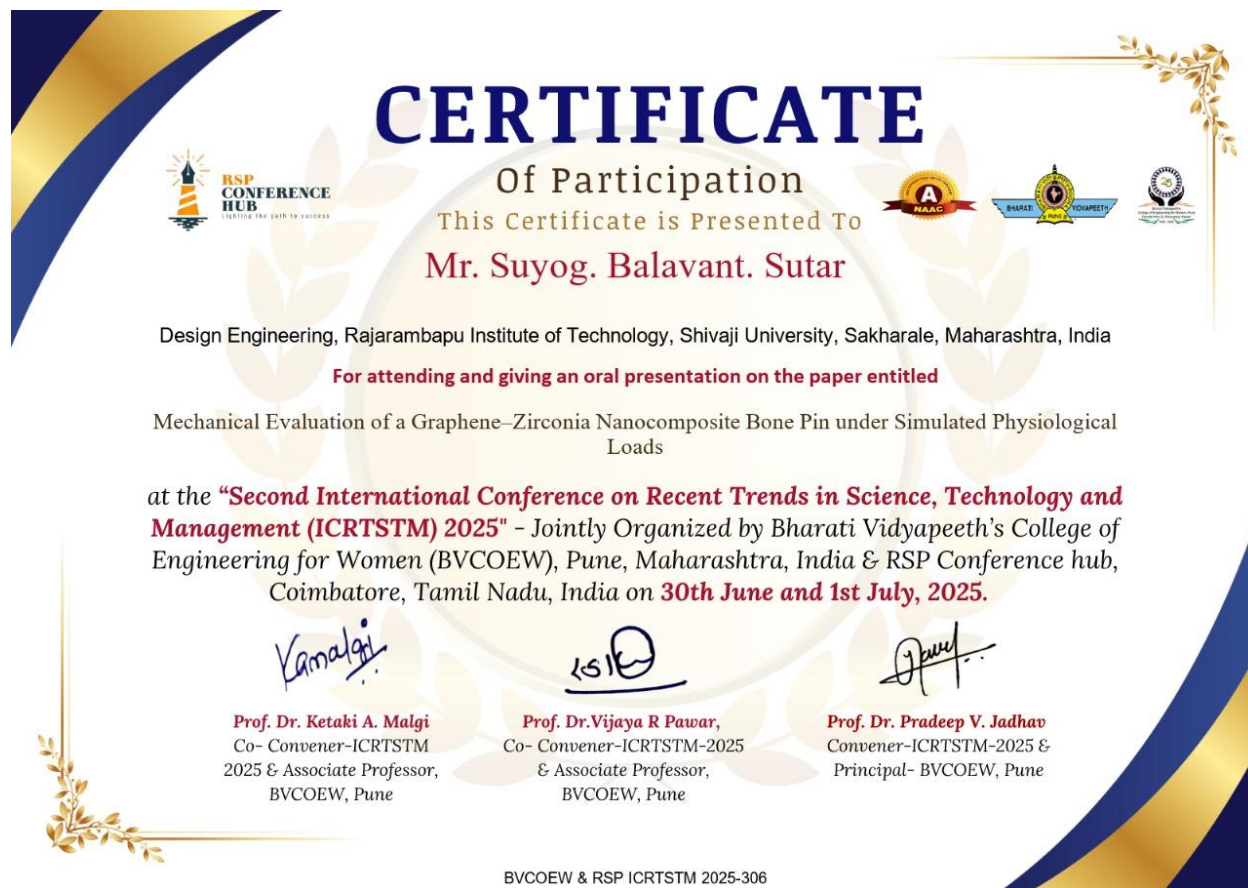 CERTIFICATE
Of Participation
This Certificate is Presented To
RSP
CONFERENCE
HUB
Lighting the path to success
A
NAAC
BHARATI VIDYAPEETH
PUNE
25
Mr. Suyog. Balavant. Sutar
Design Engineering, Rajarambapu Institute of Technology, Shivaji University, Sakharale, Maharashtra, India
For attending and giving an oral presentation on the paper entitled
Mechanical Evaluation of a Graphene–Zirconia Nanocomposite Bone Pin under Simulated Physiological
Loads
at the “Second International Conference on Recent Trends in Science, Technology and
Management (ICRTSTM) 2025" - Jointly Organized by Bharati Vidyapeeth’s College of
Engineering for Women (BVCOEW), Pune, Maharashtra, India & RSP Conference hub,
Coimbatore, Tamil Nadu, India on 30th June and 1st July, 2025.
Kamalgi
Prof. Dr. Ketaki A. Malgi
Co- Convener-ICRTSTM
2025 & Associate Professor,
BVCOEW, Pune
Prof. Dr.Vijaya R Pawar,
Co- Convener-ICRTSTM-2025
& Associate Professor,
BVCOEW, Pune
Prof. Dr. Pradeep V. Jadhav
Convener-ICRTSTM-2025 &
Principal- BVCOEW, Pune
BVCOEW & RSP ICRTSTM 2025-306